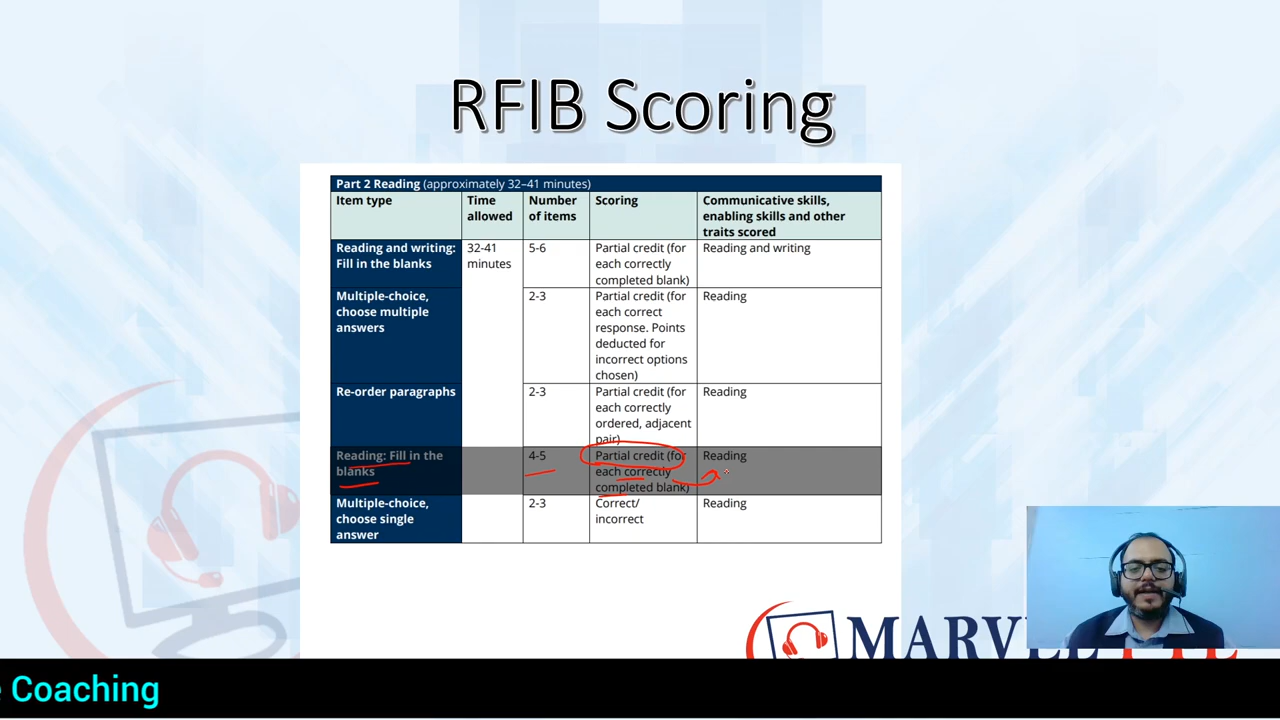 RFIB Scoring
Part 2 Reading (approximately 32–41 minutes)
Item type
Time
allowed
Number
of items
Scoring
Communicative skills,
enabling skills and other
traits scored
Reading and writing:
Fill in the blanks
32-41
minutes
5-6
Partial credit (for
each correctly
completed blank)
Reading and writing
Multiple-choice,
choose multiple
answers
2-3
Partial credit (for
each correct
response. Points
deducted for
incorrect options
chosen)
Reading
Re-order paragraphs
2-3
Partial credit (for
each correctly
ordered, adjacent
pair)
Reading
Reading: Fill in the
blanks
4-5
Partial credit (for
each correctly
completed blank)
Reading
Multiple-choice,
choose single
answer
2-3
Correct/
incorrect
Reading
Coaching